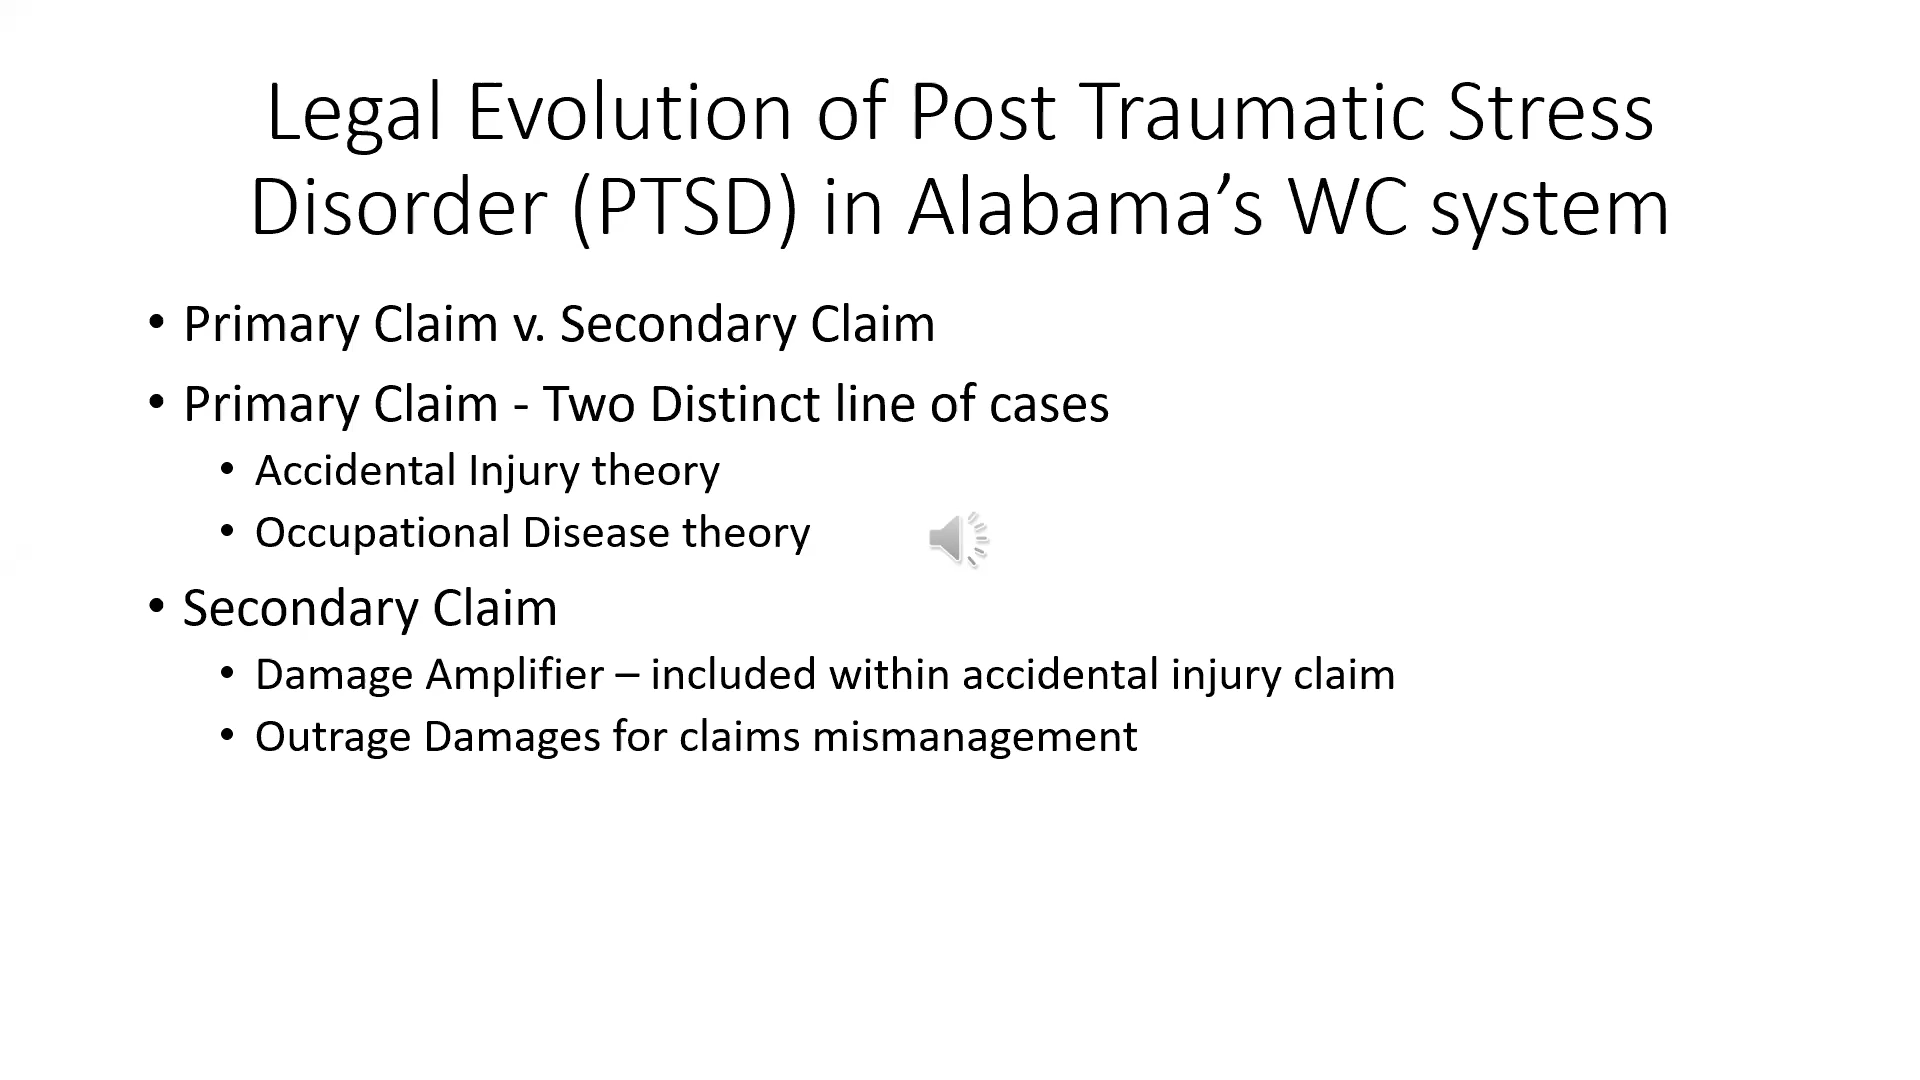 Legal Evolution of Post Traumatic Stress
Disorder (PTSD) in Alabama’s WC system
• Primary Claim v. Secondary Claim
• Primary Claim - Two Distinct line of cases
• Accidental Injury theory
• Occupational Disease theory
• Secondary Claim
• Damage Amplifier – included within accidental injury claim
• Outrage Damages for claims mismanagement